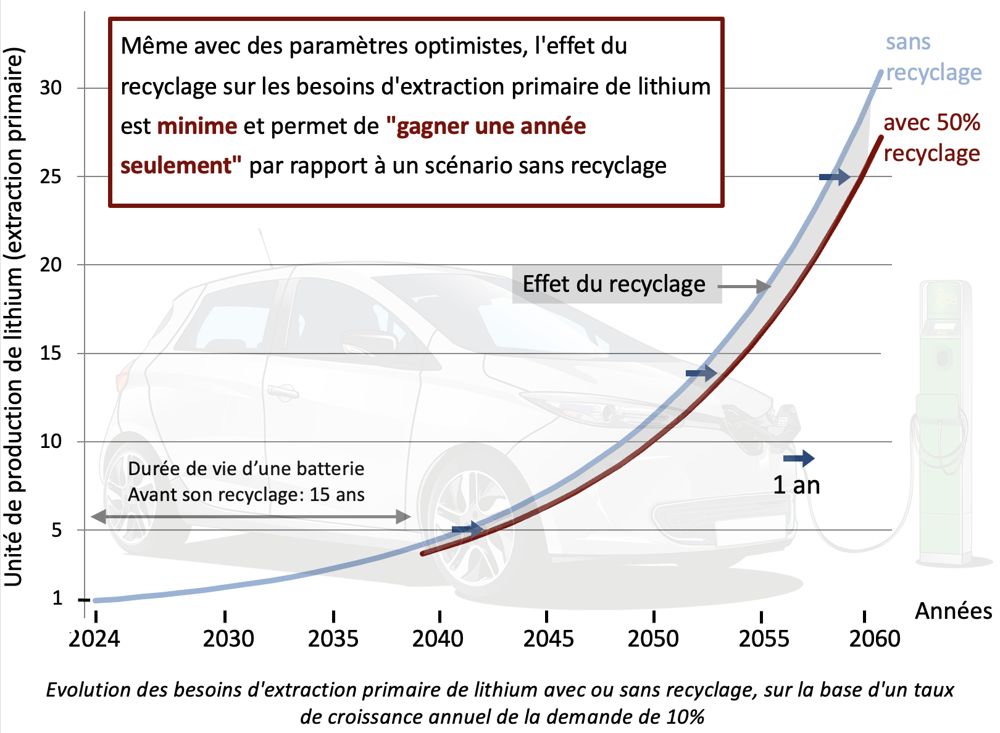 Même avec des paramètres optimistes, l'effet du
recyclage sur les besoins d'extraction primaire de lithium
est minime et permet de "gagner une année
seulement" par rapport à un scénario sans recyclage
sans
recyclage
avec 50%
recyclage
Unité de production de lithium (extraction primaire)
30
25
20
15
10
5
1
Effet du recyclage
Durée de vie d’une batterie
Avant son recyclage: 15 ans
1 an
Années
2024
2030
2035
2040
2045
2050
2055
2060
Evolution des besoins d'extraction primaire de lithium avec ou sans recyclage, sur la base d'un taux
de croissance annuel de la demande de 10%